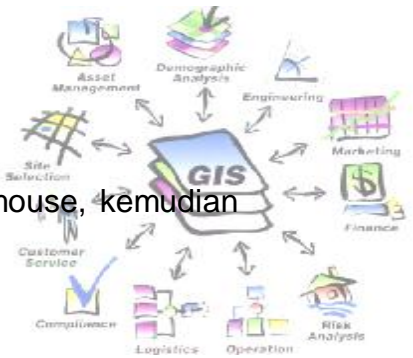 Asset
Management
Demographic
Analysis
Engineering
Marketing
Site
Selection
GIS
house, kemudian
Finance
Customer
Service
Compliance
Logistics
Operation
Risk
Analysis